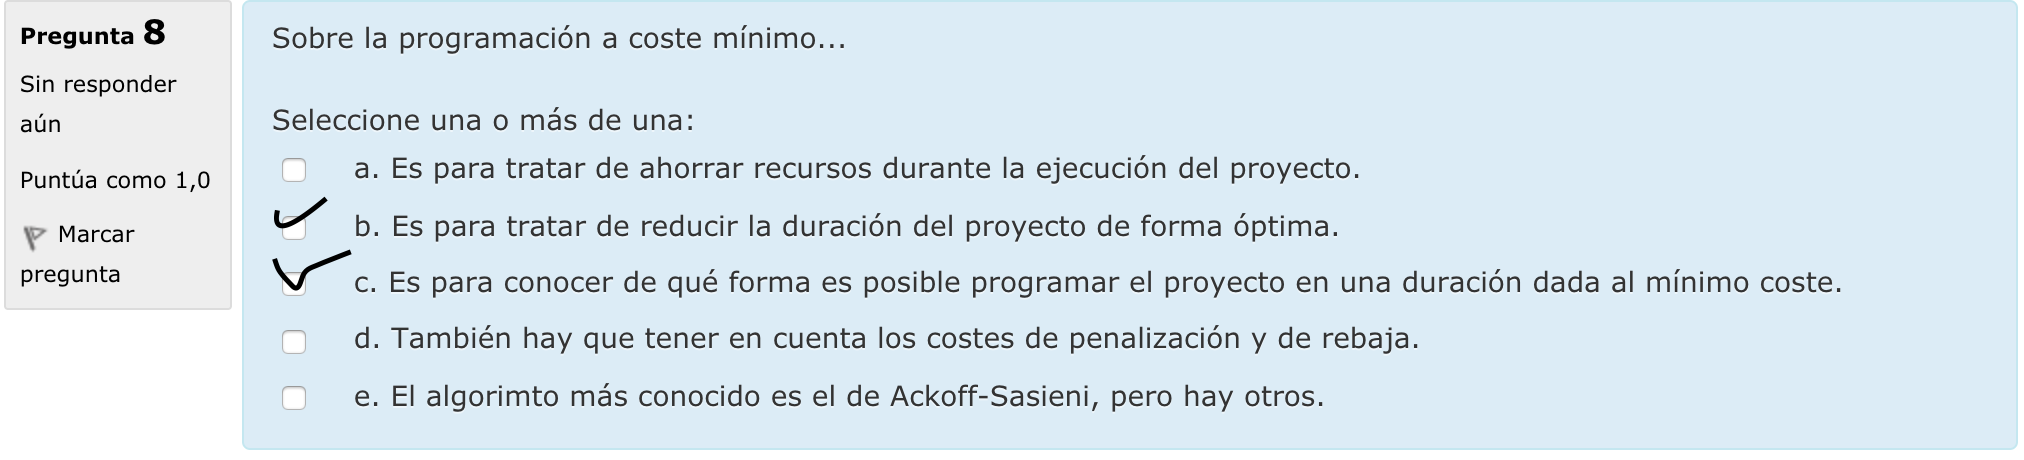 Pregunta 8
Sin responder
aún
Puntúa como 1,0
Marcar
pregunta
Sobre la programación a coste mínimo...
Seleccione una o más de una:
a. Es para tratar de ahorrar recursos durante la ejecución del proyecto.
b. Es para tratar de reducir la duración del proyecto de forma óptima.
c. Es para conocer de qué forma es posible programar el proyecto en una duración dada al mínimo coste.
d. También hay que tener en cuenta los costes de penalización y de rebaja.
e. El algorimto más conocido es el de Ackoff-Sasieni, pero hay otros.